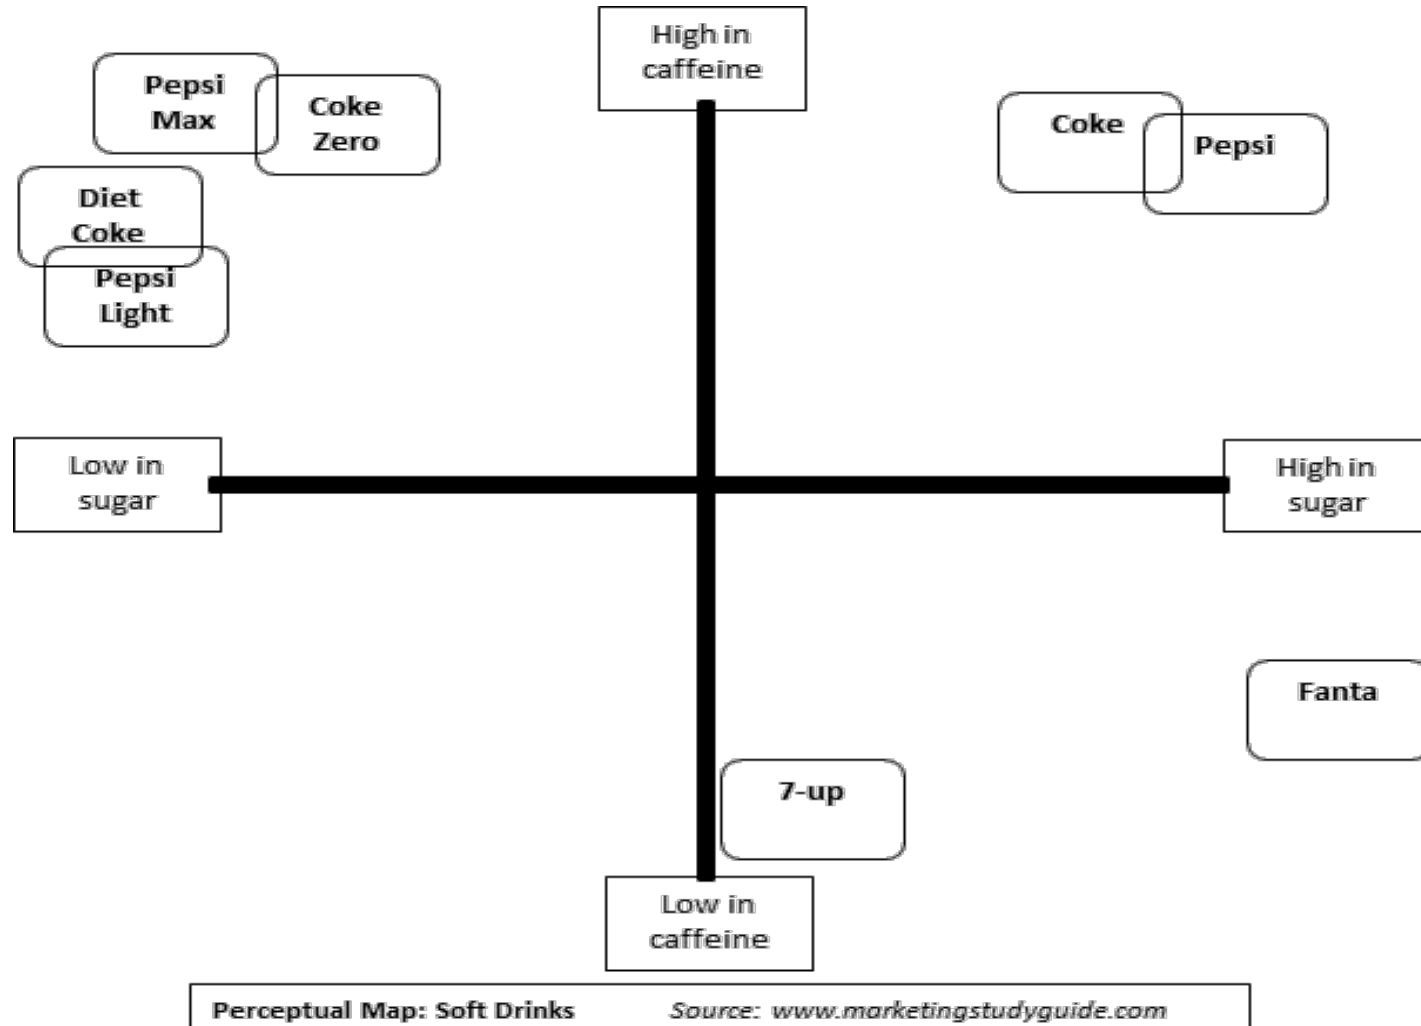 High in
caffeine
Pepsi
Max
Coke
Zero
Coke
Pepsi
Diet
Coke
Pepsi
Light
Low in
sugar
High in
sugar
Fanta
7-up
Low in
caffeine
Perceptual Map: Soft Drinks Source: www.marketingstudyguide.com